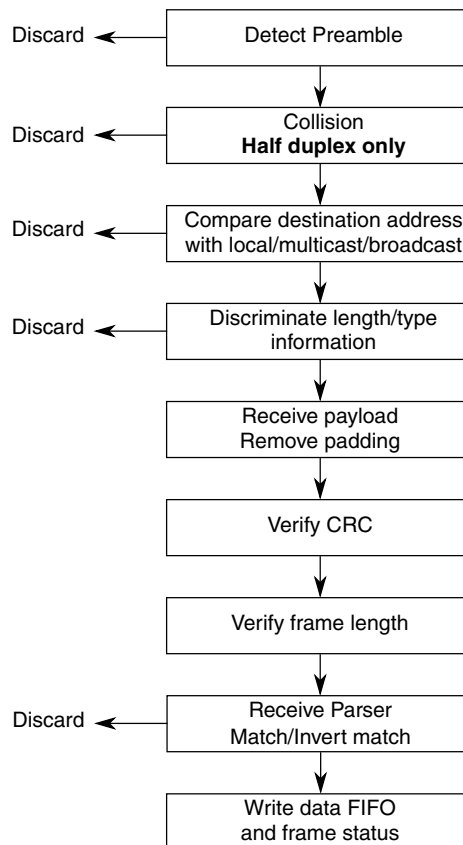 Discard
Detect Preamble
Discard
Collision
Half duplex only
Discard
Compare destination address
with local/multicast/broadcast
Discard
Discriminate length/type
information
Receive payload
Remove padding
Verify CRC
Verify frame length
Discard
Receive Parser
Match/Invert match
Write data FIFO
and frame status